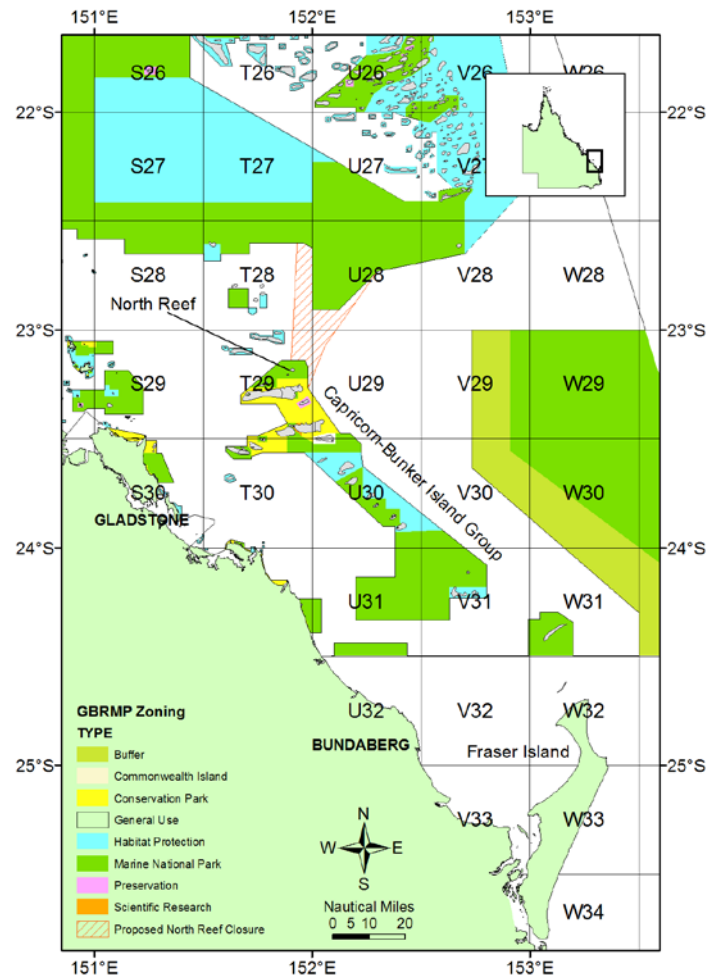 151°E 152°E 153°E
S26 T26 U26 V26 W26
22°S 22°S
S27 T27 U27 V27
S28 T28 U28 V28 W28
North Reef
23°S 23°S
S29 T29 U29 V29 W29
Capricorn-Bunker Island Group
S30 T30 U30 V30 W30
GLADSTONE
24°S 24°S
U31 V31 W31
U32 V32 W32
GBRMP Zoning
TYPE
BUNDABERG Fraser Island
Buffer
25°S 25°S
Commonwealth Island
Conservation Park
General Use
V33 W33
Habitat Protection
Marine National Park
Preservation
Scientific Research
Proposed North Reef Closure
N
W E
S
Nautical Miles
0 5 10 20
W34
151°E 152°E 153°E